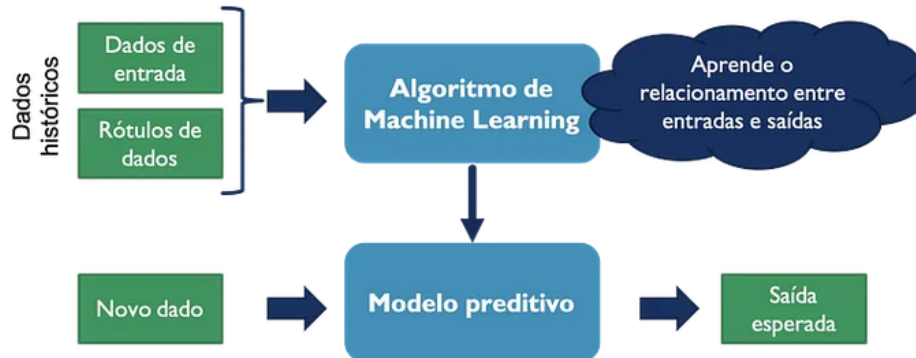 Dados
históricos
Dados de
entrada
Rótulos de
dados
Algoritmo de
Machine Learning
Aprende o
relacionamento entre
entradas e saídas
Novo dado
Modelo preditivo
Saída
esperada